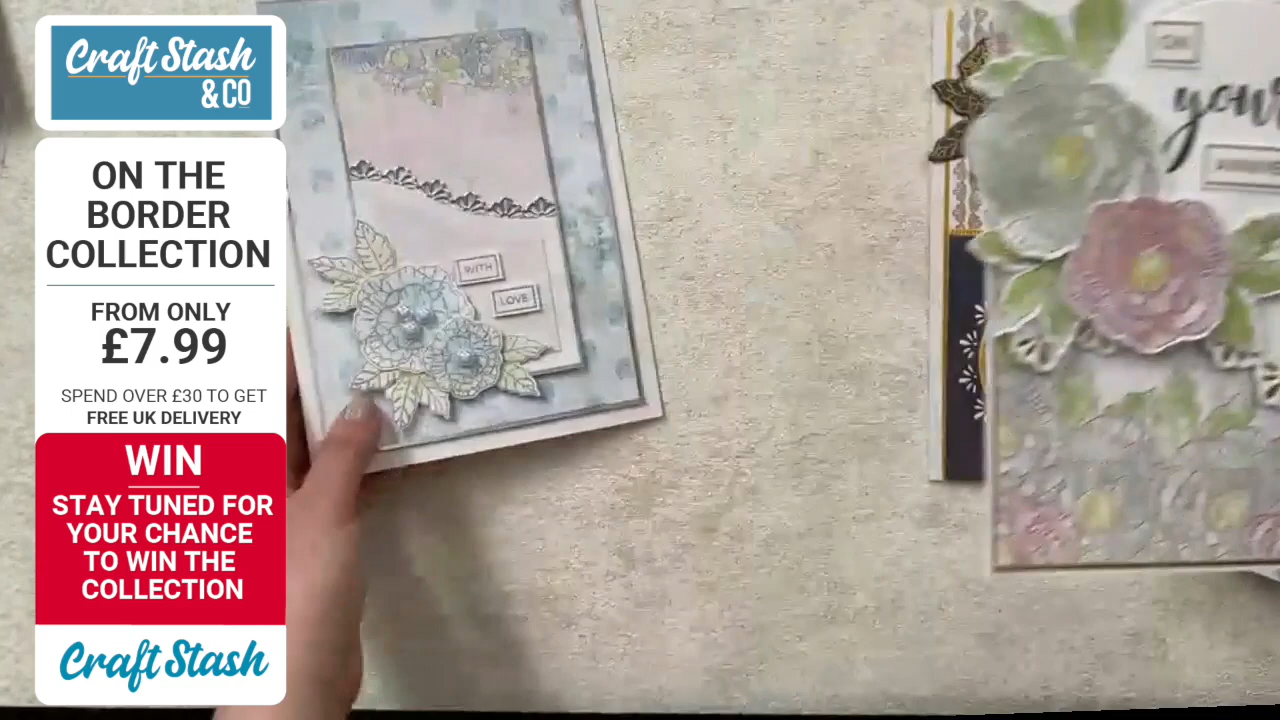 Craft Stash
& CO
ON THE
BORDER
COLLECTION
FROM ONLY
£7.99
SPEND OVER £30 TO GET
FREE UK DELIVERY
WIN
STAY TUNED FOR
YOUR CHANCE
TO WIN THE
COLLECTION
Craft Stash
WITH
LOVE
ON
your